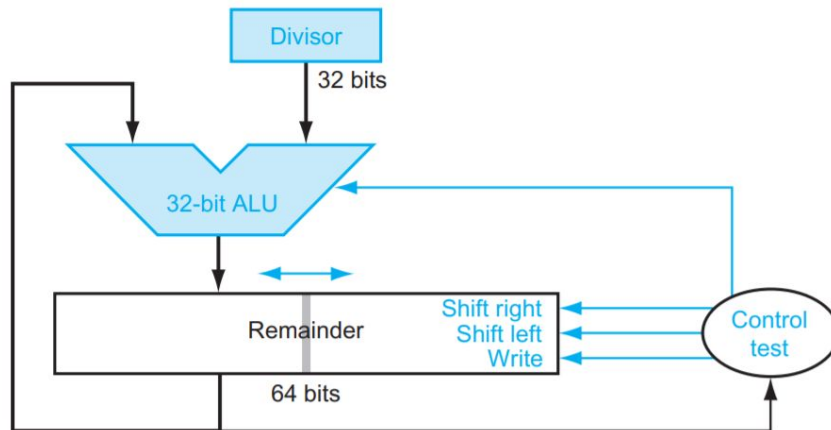 Divisor
32 bits
32-bit ALU
Remainder
Shift right
Shift left
Write
64 bits
Control
test